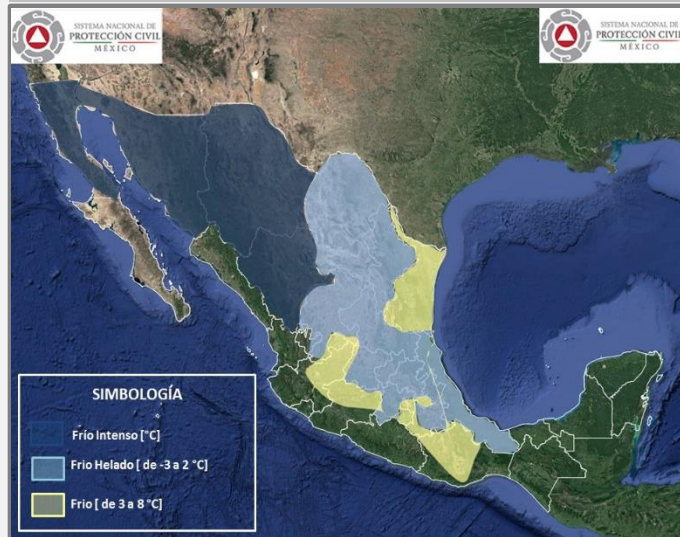 SISTEMA NACIONAL DE
PROTECCIÓN CIVIL
MÉXICO
SISTEMA NACIONAL DE
PROTECCIÓN CIVIL
MÉXICO
SIMBOLOGÍA
Frío Intenso [°C]
Frio Helado [ de -3 a 2 °C]
Frio [ de 3 a 8 °C]